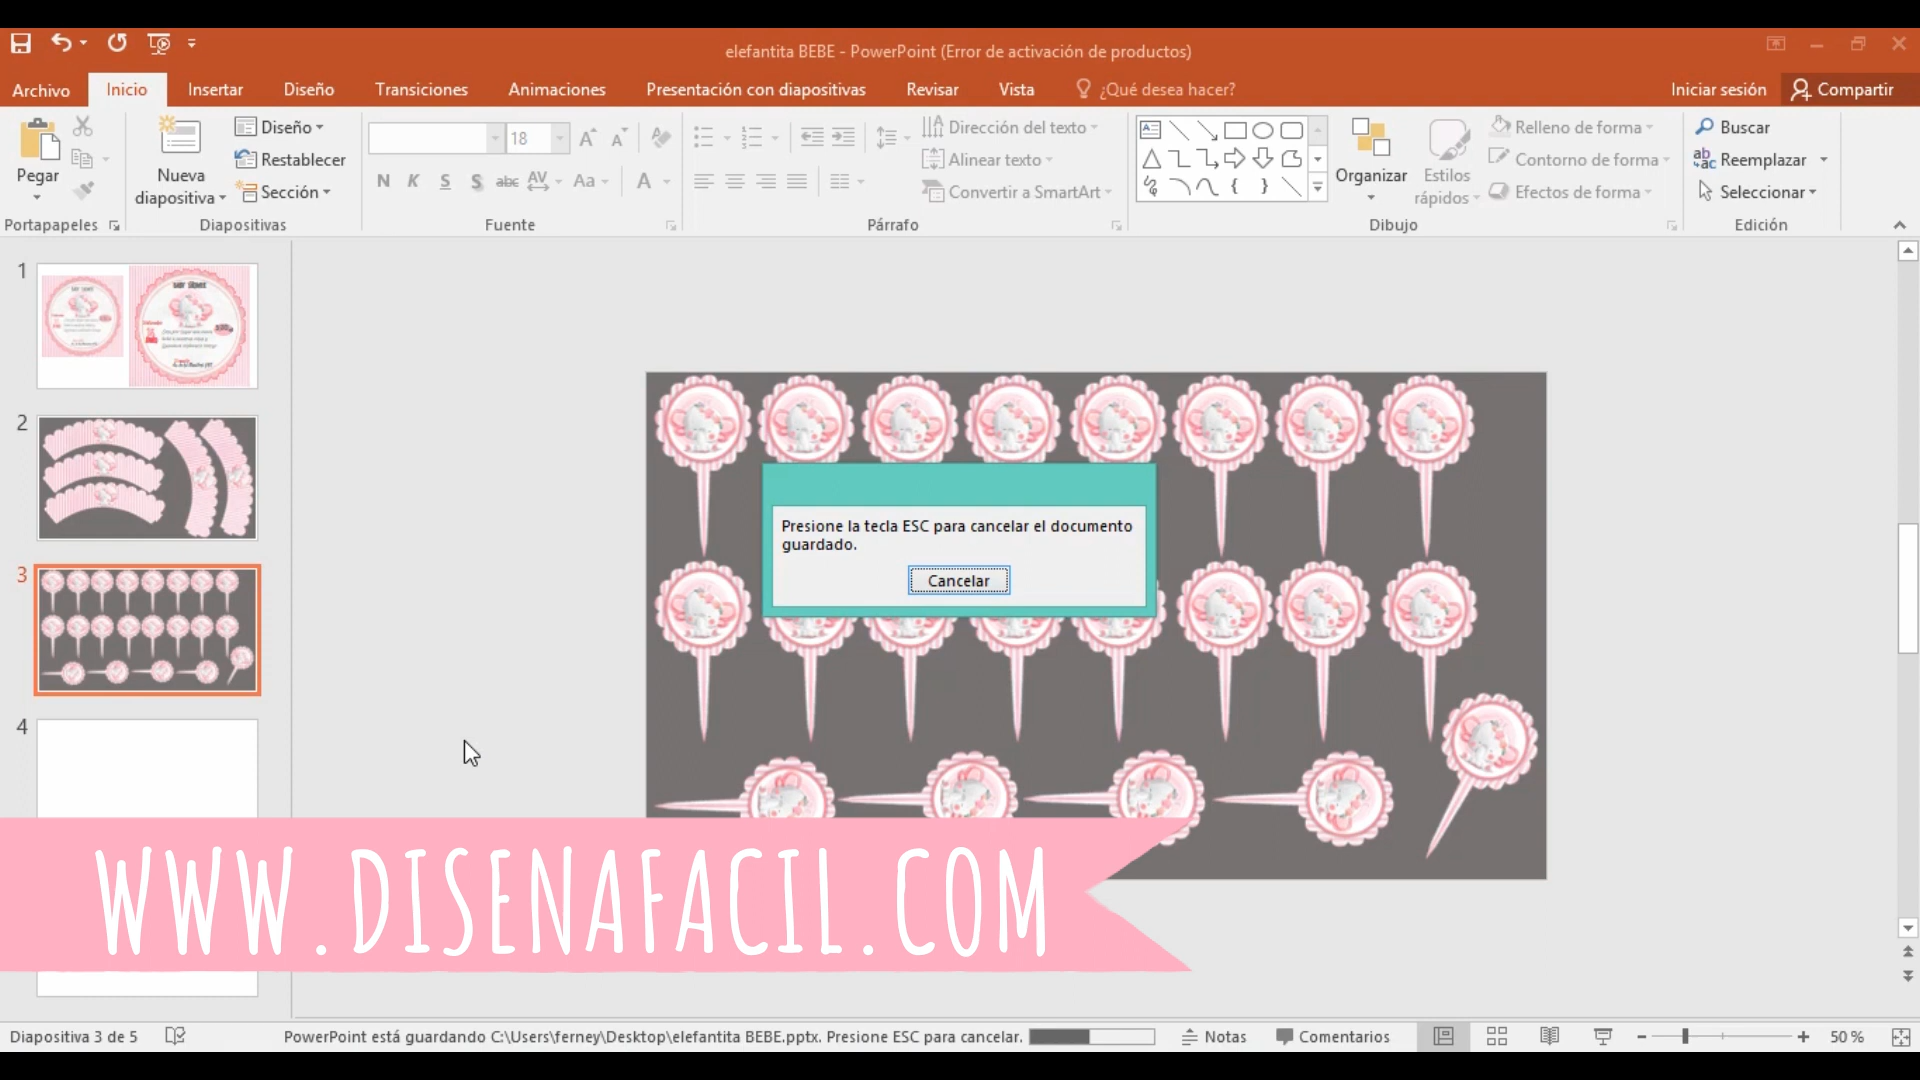 elefantita BEBE - PowerPoint (Error de activación de productos)
Archivo Inicio Insertar Diseño Transiciones Animaciones Presentación con diapositivas Revisar Vista ¿Qué desea hacer? Iniciar sesión Compartir
Pegar
Portapapeles
Nueva diapositiva
Diseño
Restablecer
Sección
Diapositivas
18
N K S S abc AV Aa A
Fuente
Dirección del texto
Alinear texto
Convertir a SmartArt
Párrafo
Organizar
Estilos rápidos
Relleno de forma
Contorno de forma
Efectos de forma
Dibujo
Buscar
Reemplazar
Seleccionar
Edición
1
BABY SHOWER
2
3
4
Presione la tecla ESC para cancelar el documento
guardado.
Cancelar
WWW.DISENAFACIL.COM
Diapositiva 3 de 5 PowerPoint está guardando C:\Users\ferney\Desktop\elefantita BEBE.pptx. Presione ESC para cancelar. Notas Comentarios 50 %